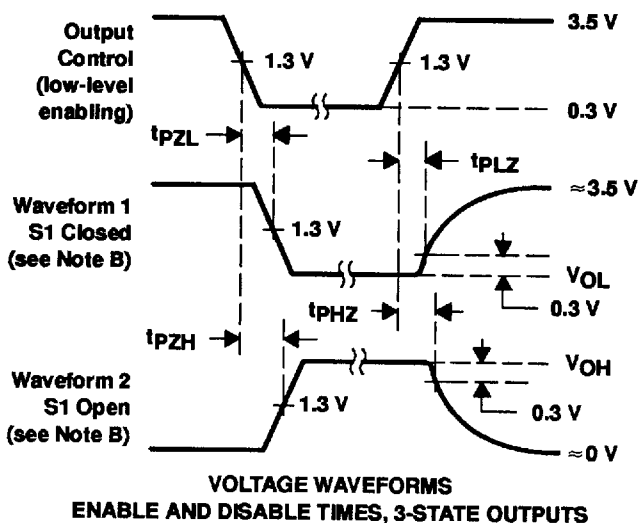 Output
Control
(low-level
enabling)
3.5 V
1.3 V
1.3 V
0.3 V
tPZL
tPLZ
Waveform 1
S1 Closed
(see Note B)
≈3.5 V
1.3 V
VOL
0.3 V
tPHZ
tPZH
Waveform 2
S1 Open
(see Note B)
VOH
1.3 V
0.3 V
≈0 V
VOLTAGE WAVEFORMS
ENABLE AND DISABLE TIMES, 3-STATE OUTPUTS